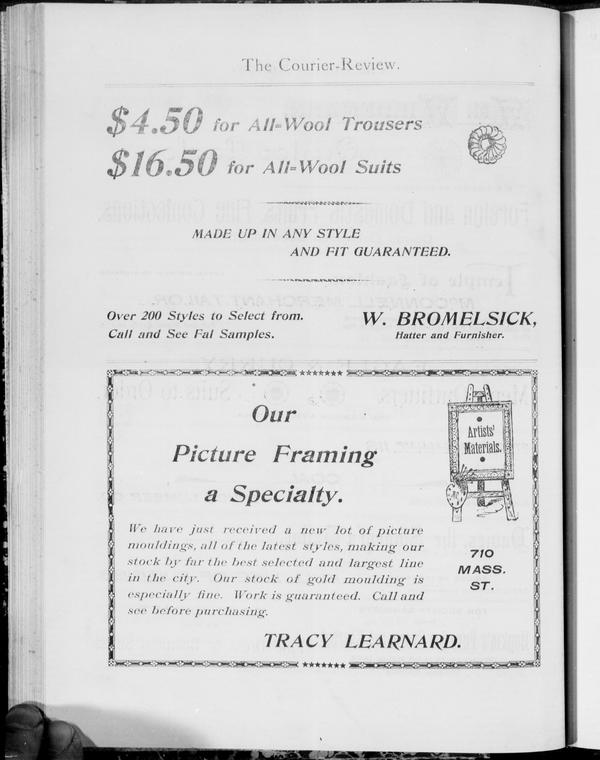 The Courier-Review.
$4.50 for All-Wool Trousers
$16.50 for All-Wool Suits
MADE UP IN ANY STYLE
AND FIT GUARANTEED.
Over 200 Styles to Select from.
Call and See Fal Samples.
W. BROMELSICK,
Hatter and Furnisher.
Our
Picture Framing
a Specialty.
Artists'
Materials.
We have just received a new lot of picture
mouldings, all of the latest styles, making our
stock by far the best selected and largest line
in the city. Our stock of gold moulding is
especially fine. Work is guaranteed. Call and
see before purchasing.
710
MASS.
ST.
TRACY LEARNARD.